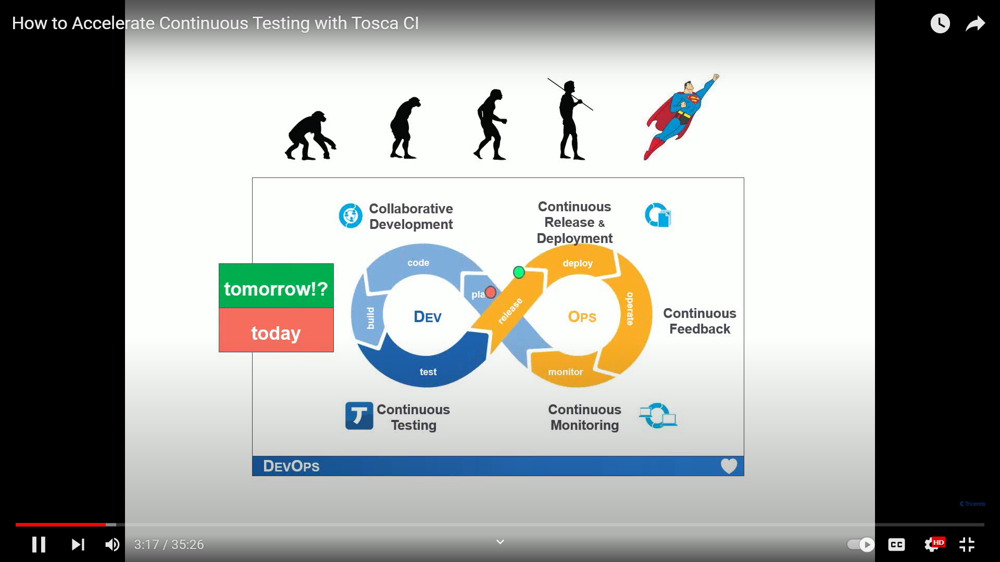 How to Accelerate Continuous Testing with Tosca CI
Collaborative
Development
Continuous
Release &
Deployment
code
deploy
tomorrow!?
today
pla
release
build
DEV
OPS
operate
Continuous
Feedback
test
monitor
Continuous
Testing
Continuous
Monitoring
DEVOPS
Tricentis
3:17 / 35:26
CC
HD